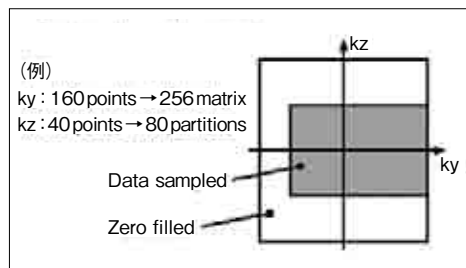 kz
（例）
ky：160 points→256 matrix
kz：40 points→80 partitions
ky
Data sampled
Zero filled